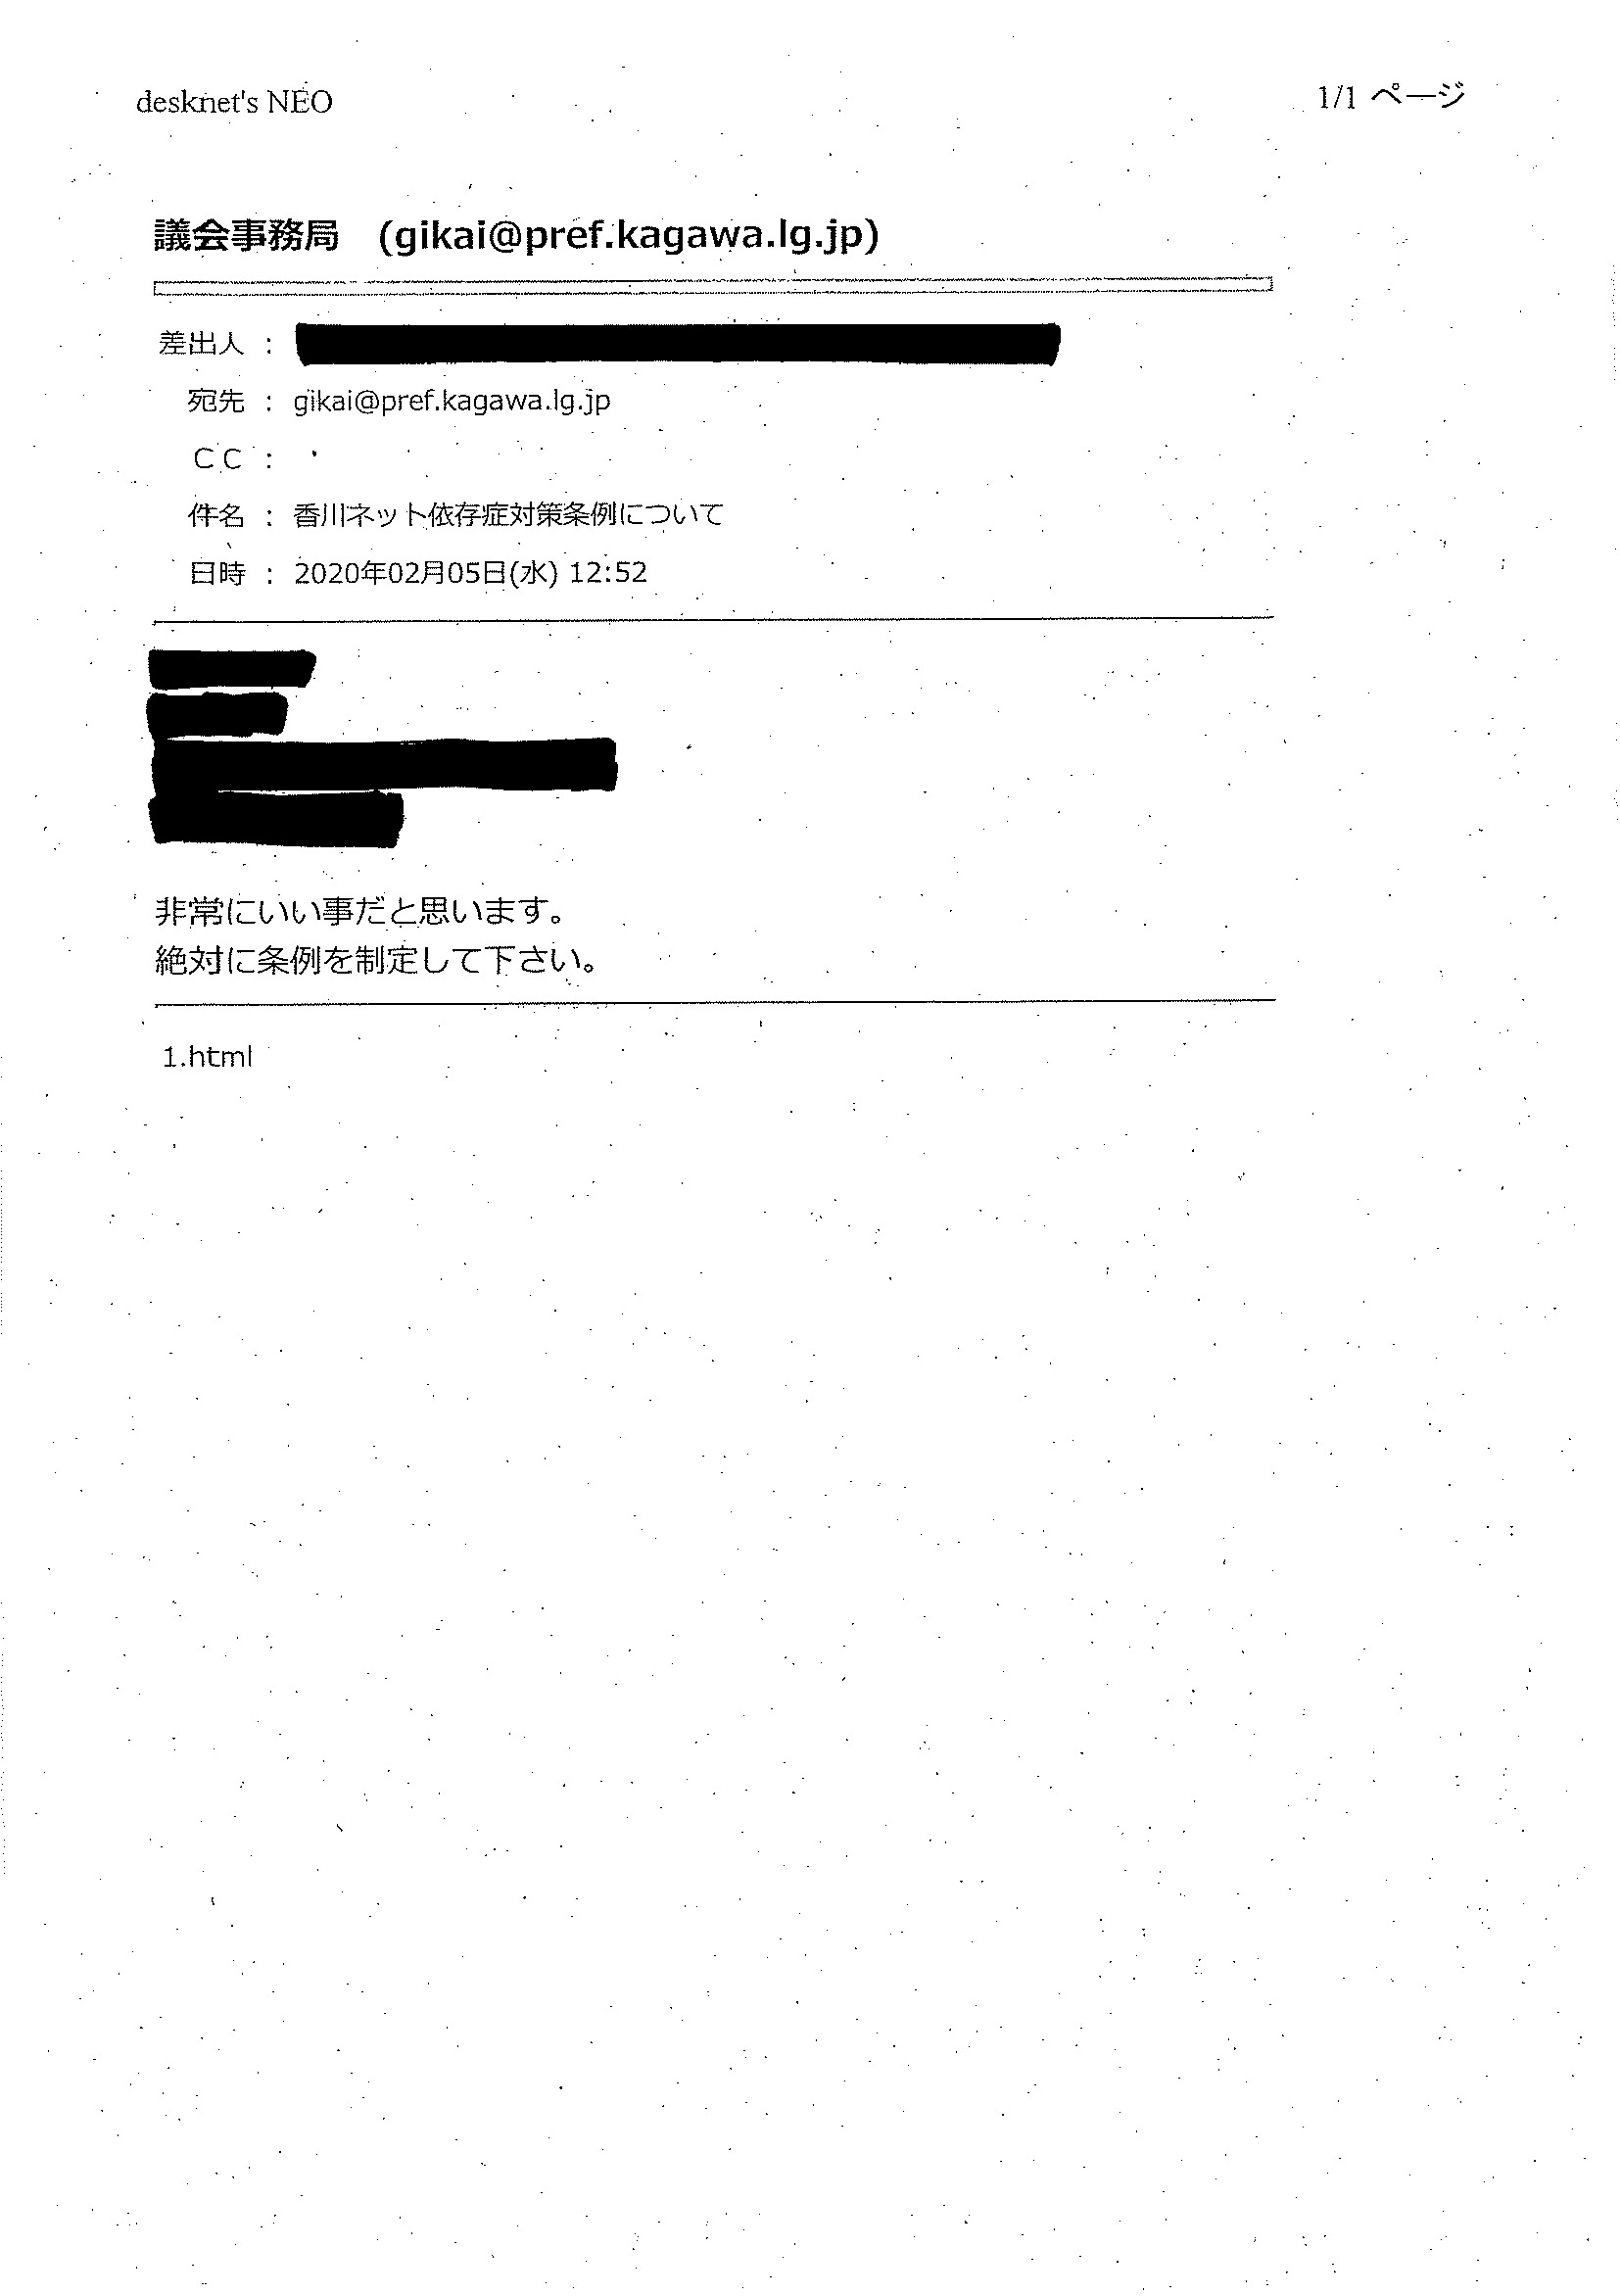 desknet's NEO
1/1 ページ
議会事務局 (gikai@pref.kagawa.lg.jp)
差出人 :
宛先 : gikai@pref.kagawa.lg.jp
CC :
件名 : 香川ネット依存症対策条例について
日時 : 2020年02月05日(水) 12:52
非常にいい事だと思います。
絶対に条例を制定して下さい。
1.html